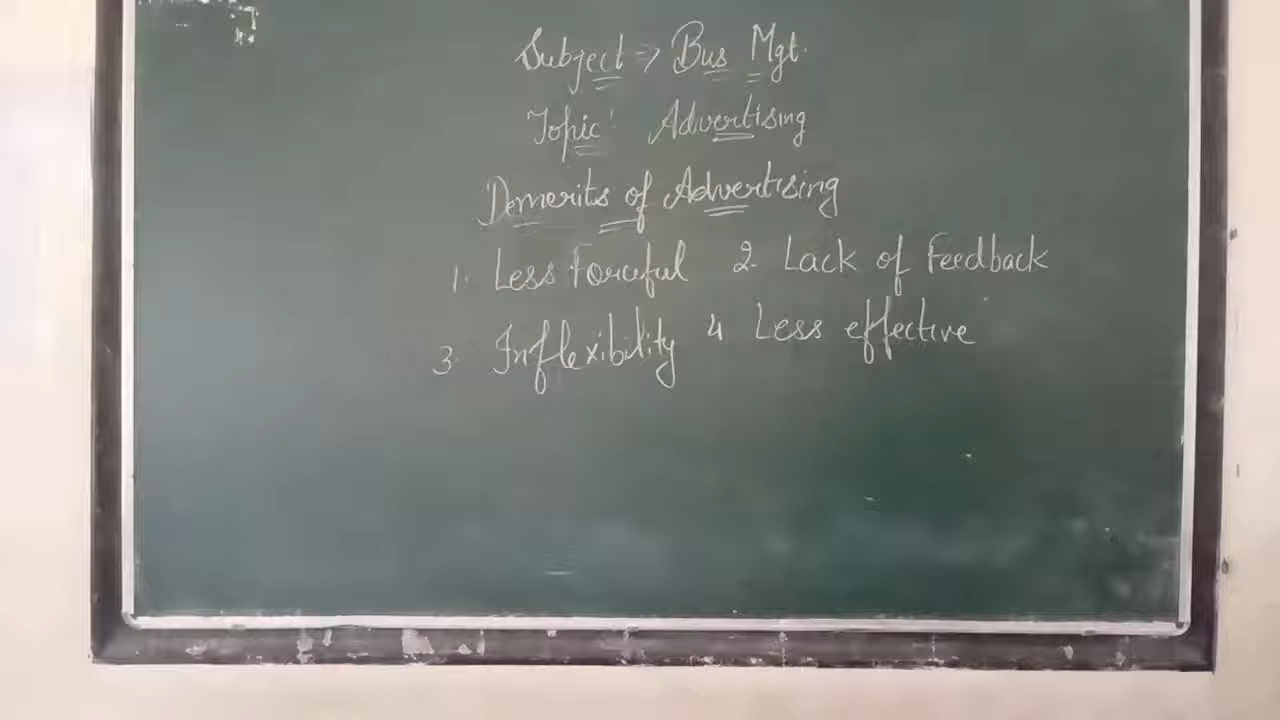 Subject → Bus Mgt.
Topic: Advertising
Demerits of Advertising
1. Less Forceful 2. Lack of Feedback
3. Inflexibility 4 Less effective